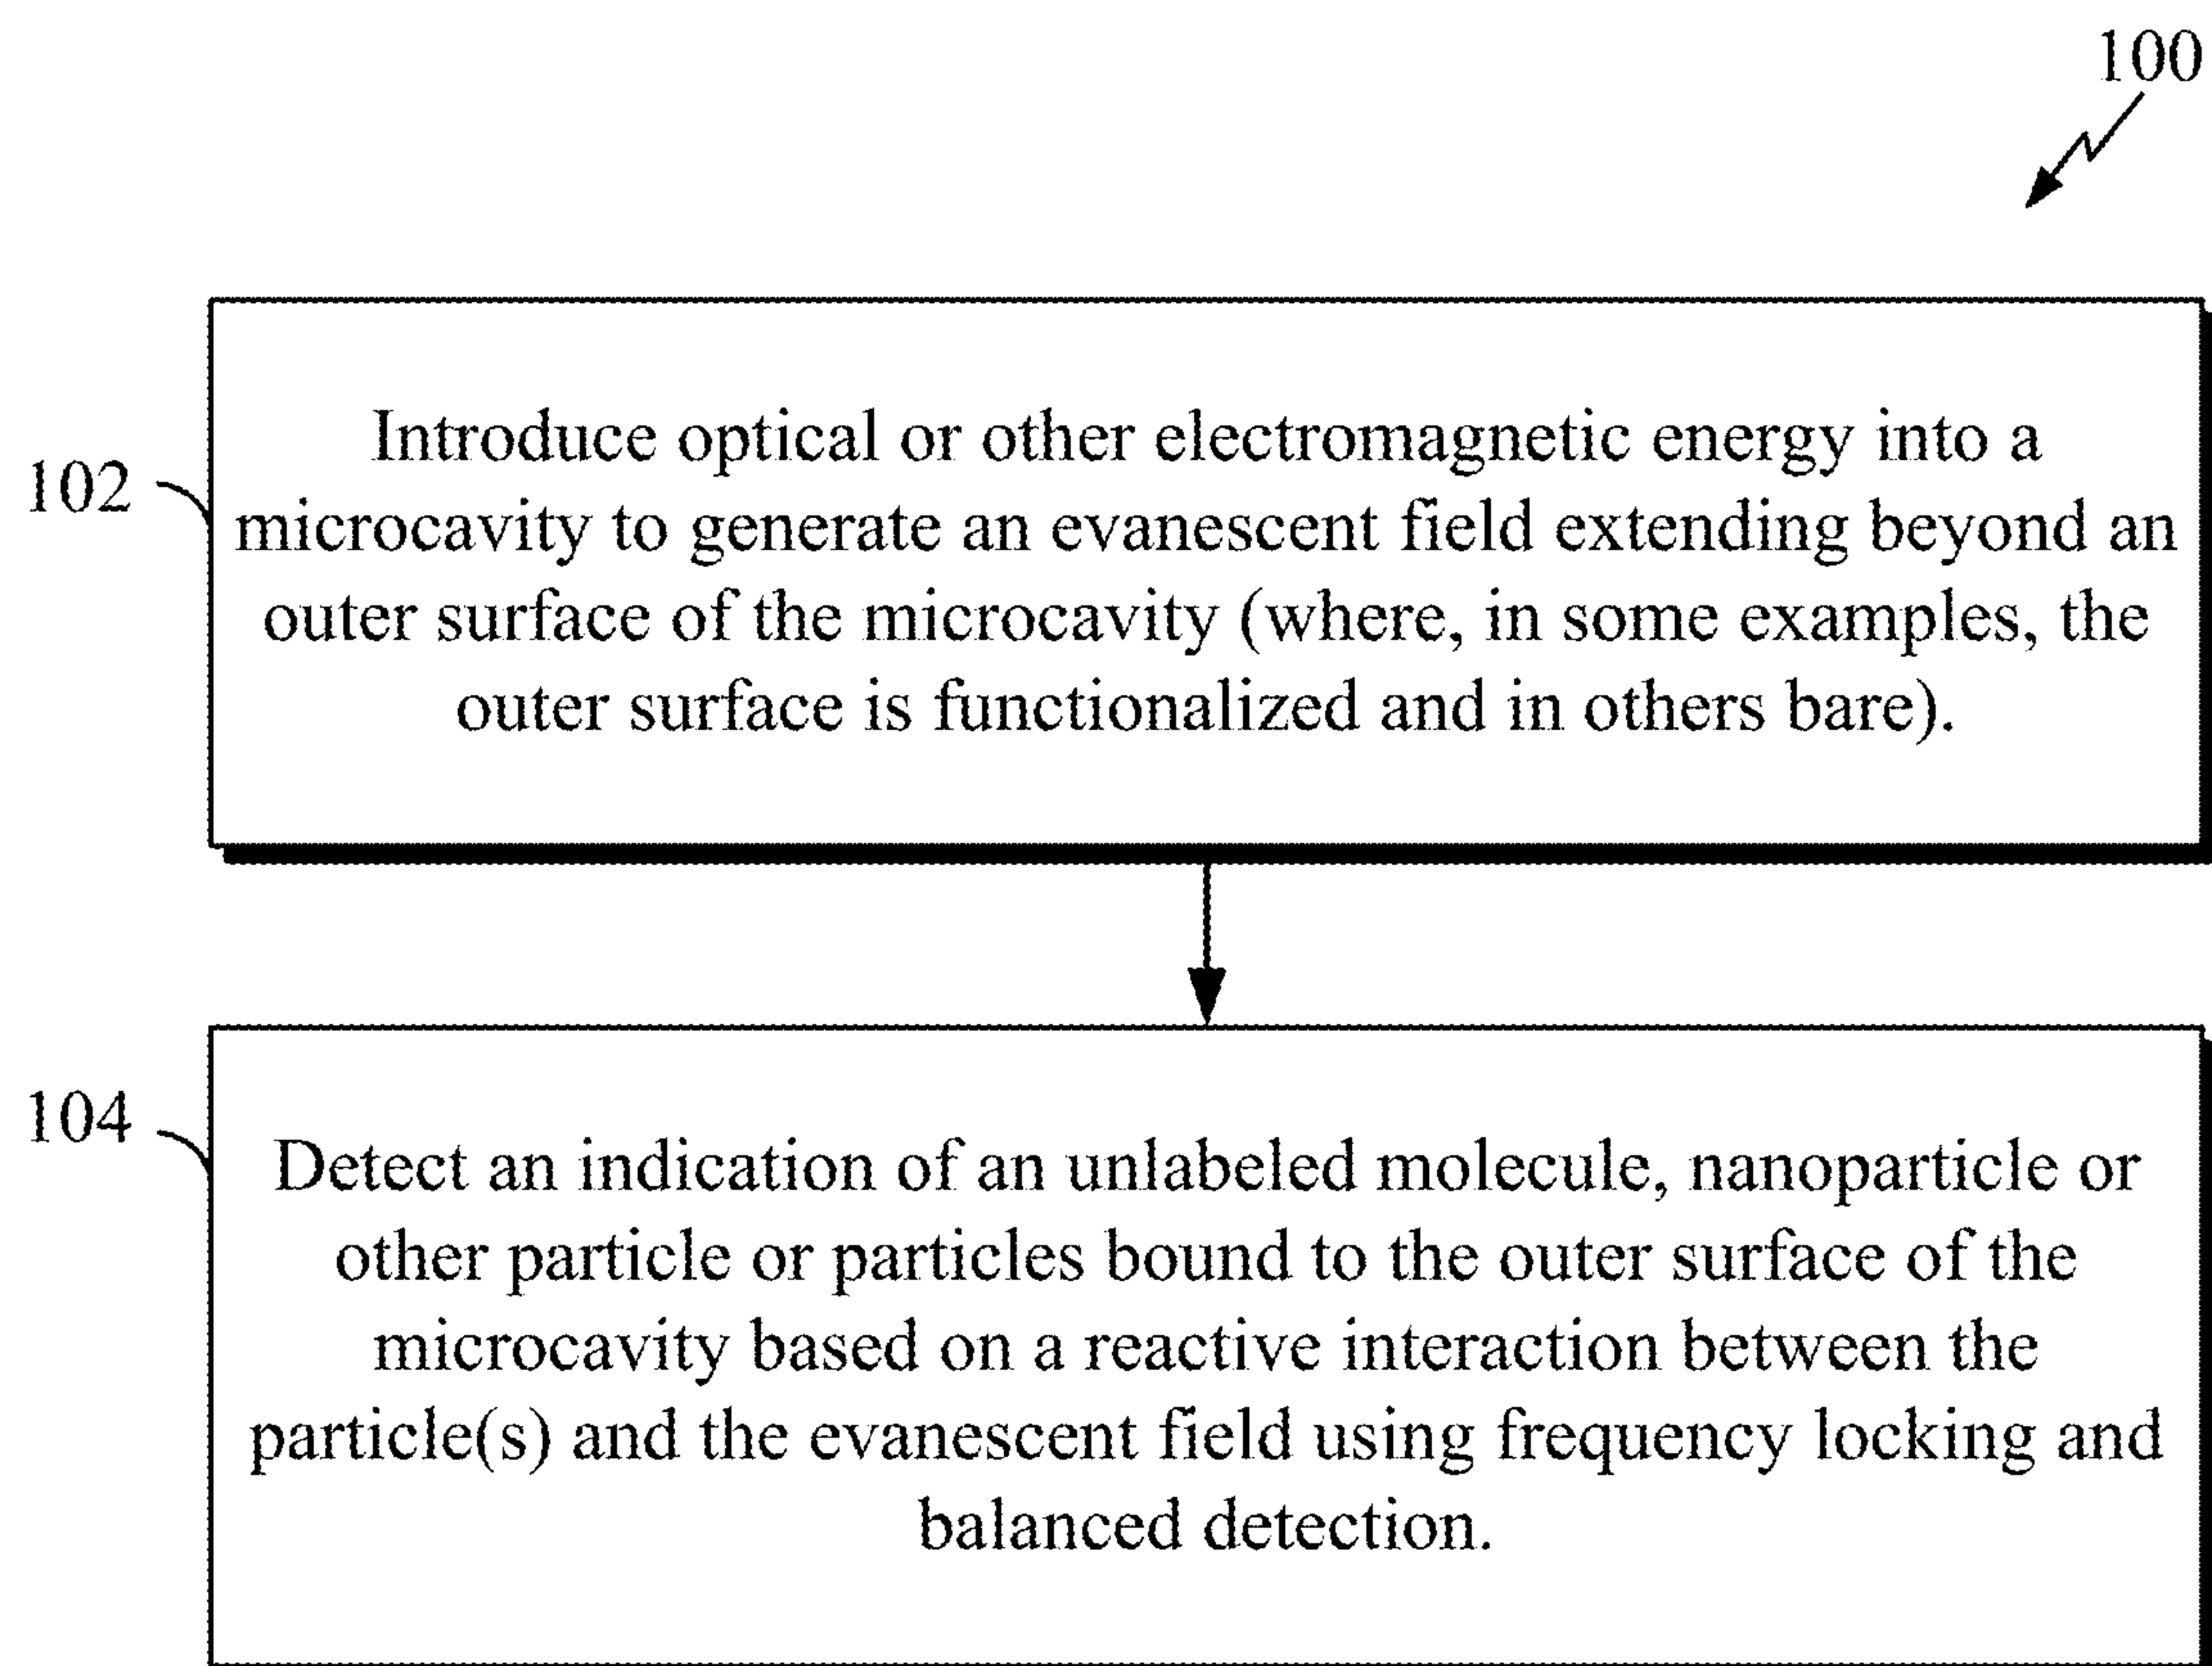 100
102
Introduce optical or other electromagnetic energy into a
microcavity to generate an evanescent field extending beyond an
outer surface of the microcavity (where, in some examples, the
outer surface is functionalized and in others bare).
104
Detect an indication of an unlabeled molecule, nanoparticle or
other particle or particles bound to the outer surface of the
microcavity based on a reactive interaction between the
particle(s) and the evanescent field using frequency locking and
balanced detection.